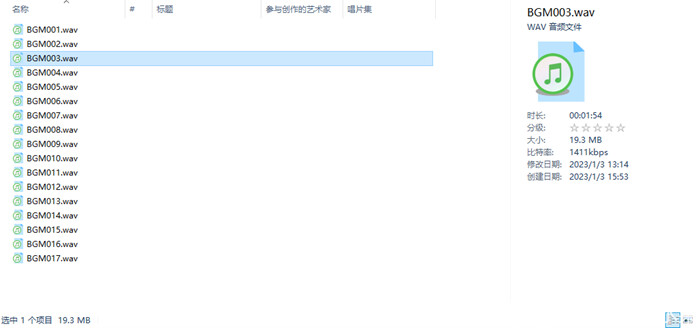 名称 # 标题 参与创作的艺术家 唱片集
BGM001.wav
BGM002.wav
BGM003.wav
BGM004.wav
BGM005.wav
BGM006.wav
BGM007.wav
BGM008.wav
BGM009.wav
BGM010.wav
BGM011.wav
BGM012.wav
BGM013.wav
BGM014.wav
BGM015.wav
BGM016.wav
BGM017.wav
BGM003.wav
WAV 音频文件
时长: 00:01:54
分级: ☆☆☆☆☆
大小: 19.3 MB
比特率: 1411kbps
修改日期: 2023/1/3 13:14
创建日期: 2023/1/3 15:53
选中 1 个项目 19.3 MB